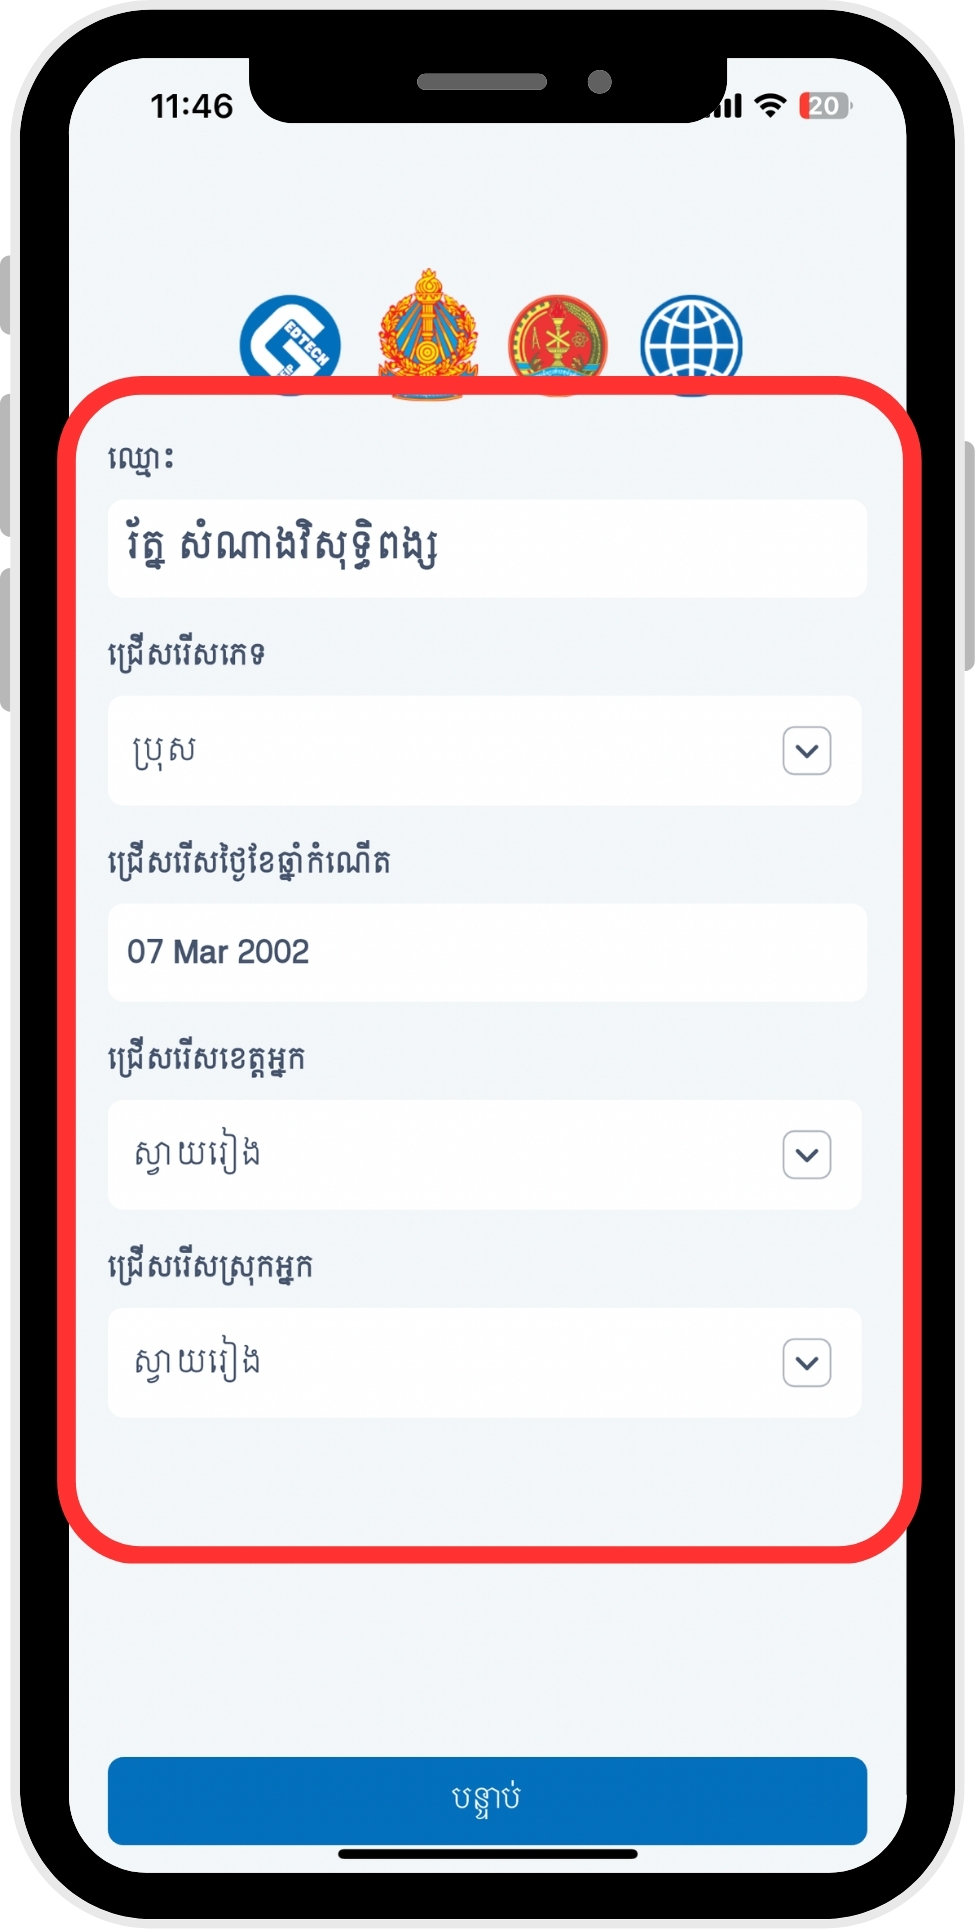 11:46
20
EDTECH
ឈ្មោះ
រ័ត្ន សំណាងវិសុទ្ធិពង្ស
ជ្រើសរើសភេទ
ប្រុស
ជ្រើសរើសថ្ងៃខែឆ្នាំកំណើត
07 Mar 2002
ជ្រើសរើសខេត្តអ្នក
ស្វាយរៀង
ជ្រើសរើសស្រុកអ្នក
ស្វាយរៀង
បន្ទាប់